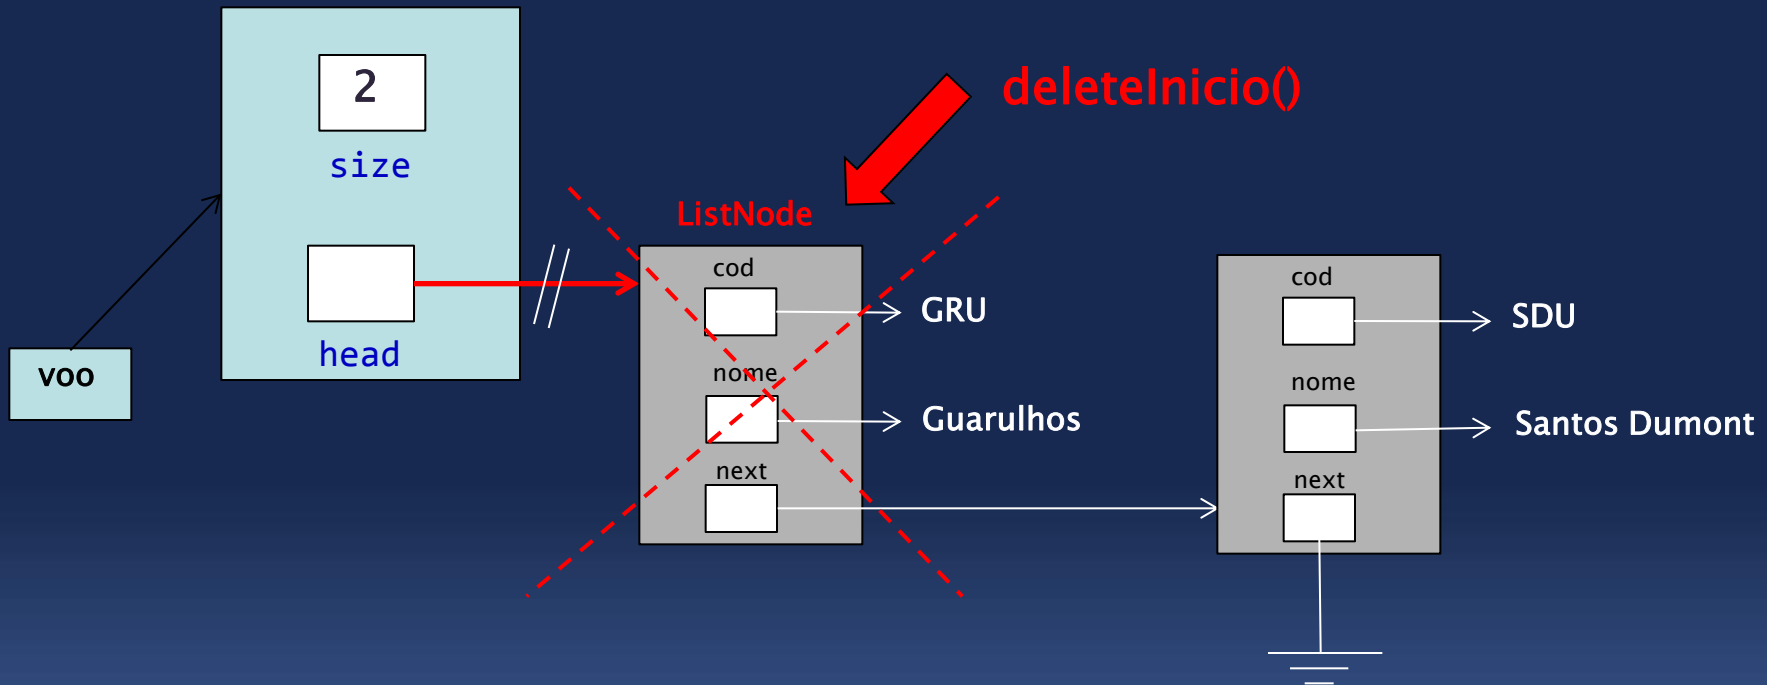 2
size
head
voo
deleteInicio()
ListNode
cod
GRU
nome
Guarulhos
next
cod
SDU
nome
Santos Dumont
next